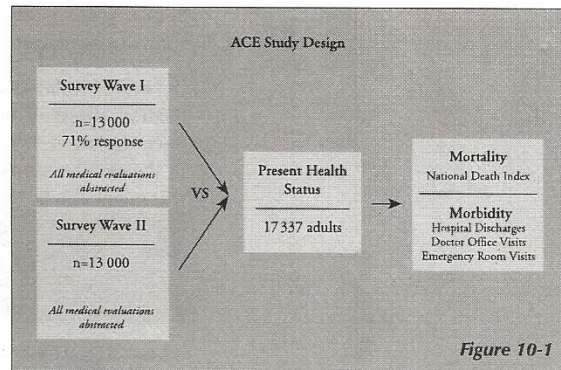 ACE Study Design
Survey Wave I
n=13 000
71% response
All medical evaluations
abstracted
VS
Survey Wave II
n=13 000
All medical evaluations
abstracted
Present Health
Status
17 337 adults
Mortality
National Death Index
Morbidity
Hospital Discharges
Doctor Office Visits
Emergency Room Visits
Figure 10-1